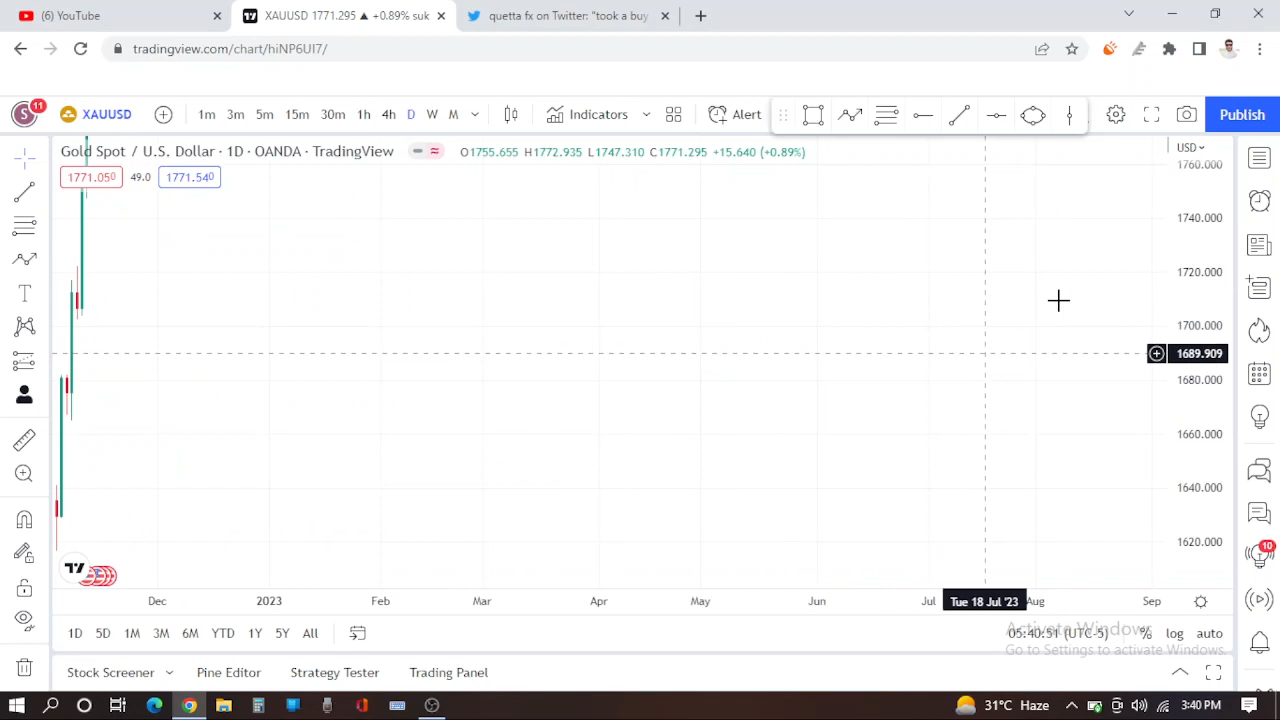 (6) YouTube
XAUUSD 1771.295 ▲ +0.89% suk
quetta fx on Twitter: "took a buy
tradingview.com/chart/hiNP6UI7/
S 11
XAUUSD
1m 3m 5m 15m 30m 1h 4h D W M
Indicators
Alert
Publish
Gold Spot / U.S. Dollar · 1D · OANDA · TradingView
O1755.655 H1772.935 L1747.310 C1771.295 +15.640 (+0.89%)
USD
1771.050 49.0 1771.540
1760.000
1740.000
1720.000
1700.000
1689.909
1680.000
1660.000
1640.000
1620.000
10
Dec 2023 Feb Mar Apr May Jun Jul Tue 18 Jul '23 Aug Sep
1D 5D 1M 3M 6M YTD 1Y 5Y All
05:40:51 (UTC-5) % log auto
Activate Windows
Go to Settings to activate Windows.
Stock Screener Pine Editor Strategy Tester Trading Panel
31°C Haze
3:40 PM